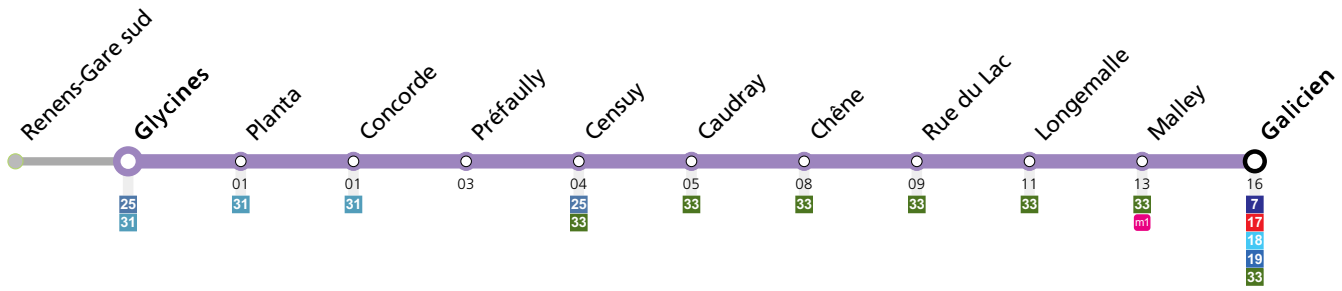 Renens-Gare sud
Glycines
Planta
Concorde
Préfaully
Censuy
Caudray
Chêne
Rue du Lac
Longemalle
Malley
Galicien
01 01 03 04 05 08 09 11 13 16
25 31 31 25 33 33 33 33 33 7
31 33 m1 17
18
19
33